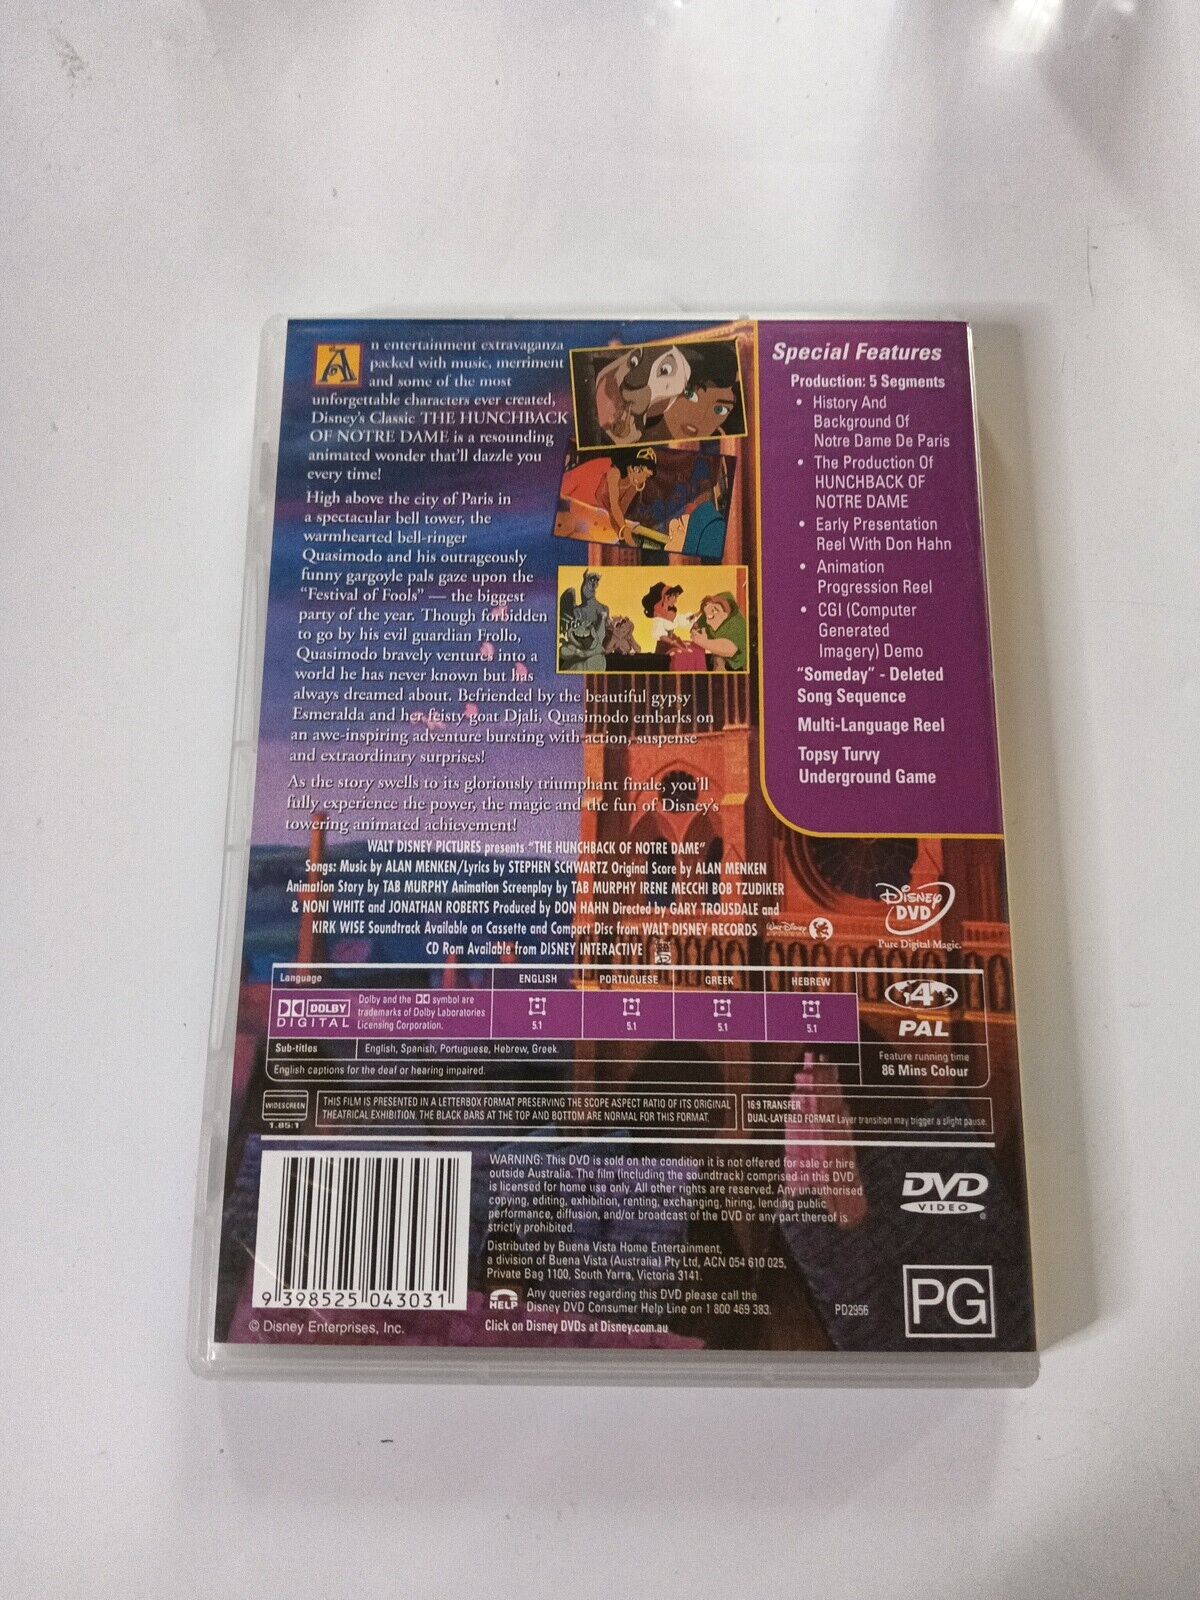 An entertainment extravaganza
packed with music, merriment
and some of the most
unforgettable characters ever created,
Disney's Classic THE HUNCHBACK
OF NOTRE DAME is a resounding
animated wonder that'll dazzle you
every time!
High above the city of Paris in
a spectacular bell tower, the
warmhearted bell-ringer
Quasimodo and his outrageously
funny gargoyle pals gaze upon the
"Festival of Fools" — the biggest
party of the year. Though forbidden
to go by his evil guardian Frollo,
Quasimodo bravely ventures into a
world he has never known but has
always dreamed about. Befriended by the beautiful gypsy
Esmeralda and her feisty goat Djali, Quasimodo embarks on
an awe-inspiring adventure bursting with action, suspense
and extraordinary surprises!
As the story swells to its gloriously triumphant finale, you'll
fully experience the power, the magic and the fun of Disney's
towering animated achievement!
Special Features
Production: 5 Segments
• History And
Background Of
Notre Dame De Paris
• The Production Of
HUNCHBACK OF
NOTRE DAME
• Early Presentation
Reel With Don Hahn
• Animation
Progression Reel
• CGI (Computer
Generated
Imagery) Demo
"Someday" - Deleted
Song Sequence
Multi-Language Reel
Topsy Turvy
Underground Game
WALT DISNEY PICTURES presents "THE HUNCHBACK OF NOTRE DAME"
Songs: Music by ALAN MENKEN/Lyrics by STEPHEN SCHWARTZ Original Score by ALAN MENKEN
Animation Story by TAB MURPHY Animation Screenplay by TAB MURPHY IRENE MECCHI BOB TZUDIKER
& NONI WHITE and JONATHAN ROBERTS Produced by DON HAHN Directed by GARY TROUSDALE and
KIRK WISE Soundtrack Available on Cassette and Compact Disc from WALT DISNEY RECORDS Walt Disney
CD Rom Available from DISNEY INTERACTIVE
Disney
DVD
Pure Digital Magic.
Language ENGLISH PORTUGUESE GREEK HEBREW
DOLBY
DIGITAL
Dolby and the DD symbol are
trademarks of Dolby Laboratories
Licensing Corporation.
5.1 5.1 5.1 5.1
Sub-titles English, Spanish, Portuguese, Hebrew, Greek.
English captions for the deaf or hearing impaired.
4
PAL
Feature running time
86 Mins Colour
WIDESCREEN
1.85:1
THIS FILM IS PRESENTED IN A LETTERBOX FORMAT PRESERVING THE SCOPE ASPECT RATIO OF ITS ORIGINAL
THEATRICAL EXHIBITION. THE BLACK BARS AT THE TOP AND BOTTOM ARE NORMAL FOR THIS FORMAT.
16:9 TRANSFER
DUAL-LAYERED FORMAT Layer transition may trigger a slight pause.
WARNING: This DVD is sold on the condition it is not offered for sale or hire
outside Australia. The film (including the soundtrack) comprised in this DVD
is licensed for home use only. All other rights are reserved. Any unauthorised
copying, editing, exhibition, renting, exchanging, hiring, lending public
performance, diffusion, and/or broadcast of the DVD or any part thereof is
strictly prohibited.
Distributed by Buena Vista Home Entertainment,
a division of Buena Vista (Australia) Pty Ltd, ACN 054 610 025,
Private Bag 1100, South Yarra, Victoria 3141.
HELP
Any queries regarding this DVD please call the
Disney DVD Consumer Help Line on 1 800 469 383.
Click on Disney DVDs at Disney.com.au
PD2956
DVD
VIDEO
PG
9 398525 043031
© Disney Enterprises, Inc.